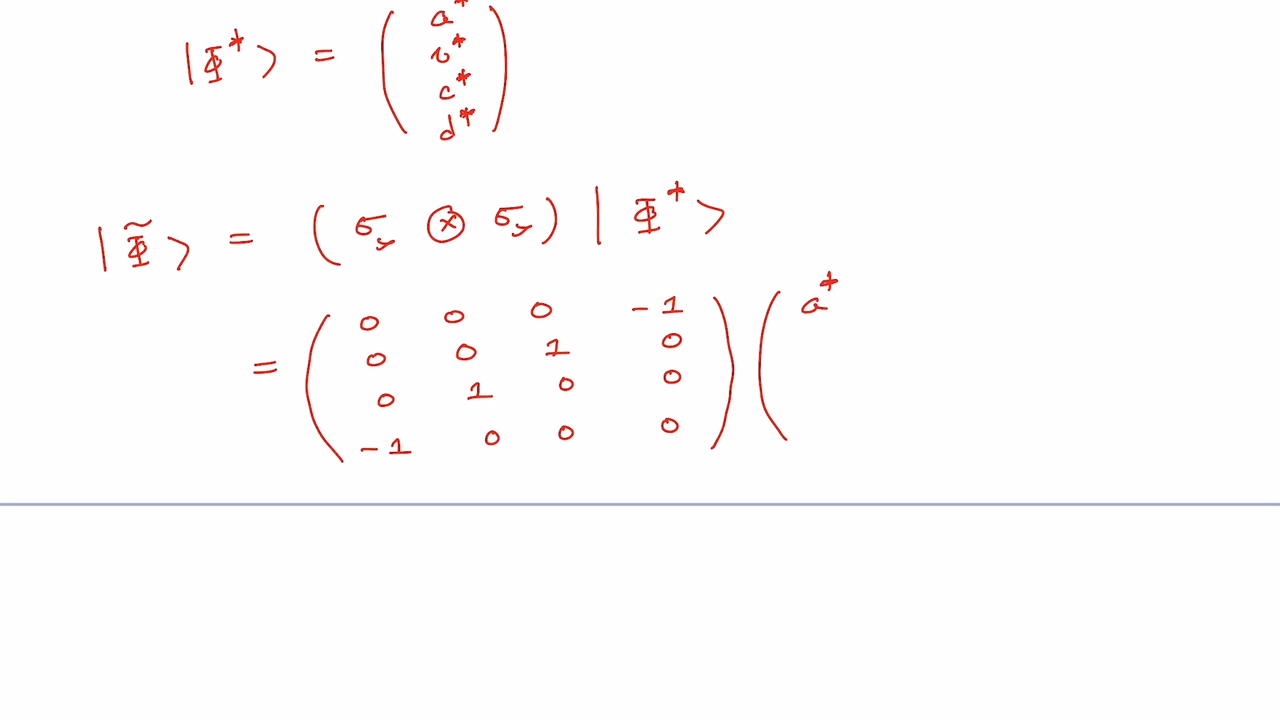 a*
|Φ*⟩ = ( b* )
c*
d*
|Φ̃⟩ = (σy ⊗ σy) | Φ*⟩
= ( 0 0 0 -1 ) ( a*
0 0 1 0
0 1 0 0
-1 0 0 0